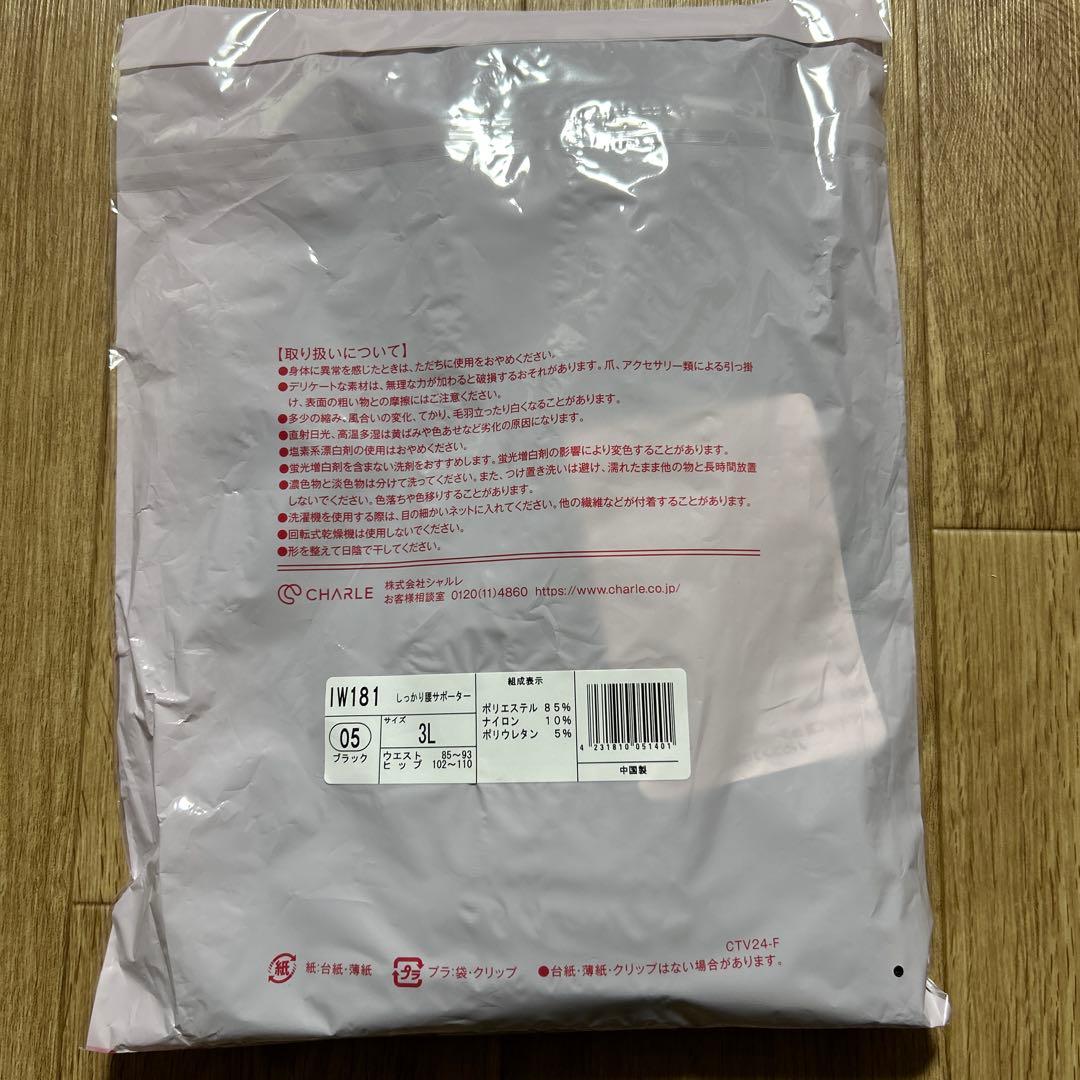 【取り扱いについて】
●身体に異常を感じたときは、ただちに使用をおやめください。
●デリケートな素材は、無理な力が加わると破損するおそれがあります。爪、アクセサリー類による引っ掛
け、表面の粗い物との摩擦にはご注意ください。
●多少の縮み、風合いの変化、てかり、毛羽立ったり白くなることがあります。
●直射日光、高温多湿は黄ばみや色あせなど劣化の原因になります。
●塩素系漂白剤の使用はおやめください。
●蛍光増白剤を含まない洗剤をおすすめします。蛍光増白剤の影響により変色することがあります。
●濃色物と淡色物は分けて洗ってください。また、つけ置き洗いは避け、濡れたまま他の物と長時間放置
しないでください。色落ちや色移りすることがあります。
●洗濯機を使用する際は、目の細かいネットに入れてください。他の繊維などが付着することがあります。
●回転式乾燥機は使用しないでください。
●形を整えて日陰で干してください。
CHARLE
株式会社シャルレ
お客様相談室 0120(11)4860 https://www.charle.co.jp/
IW181 しっかり腰サポーター
05
ブラック
サイズ
3L
ウエスト 85～93
ヒップ 102～110
組成表示
ポリエステル 85%
ナイロン 10%
ポリウレタン 5%
4 231810 051401
中国製
CTV24-F
紙 紙:台紙・薄紙
プラ プラ:袋・クリップ
●台紙・薄紙・クリップはない場合があります。